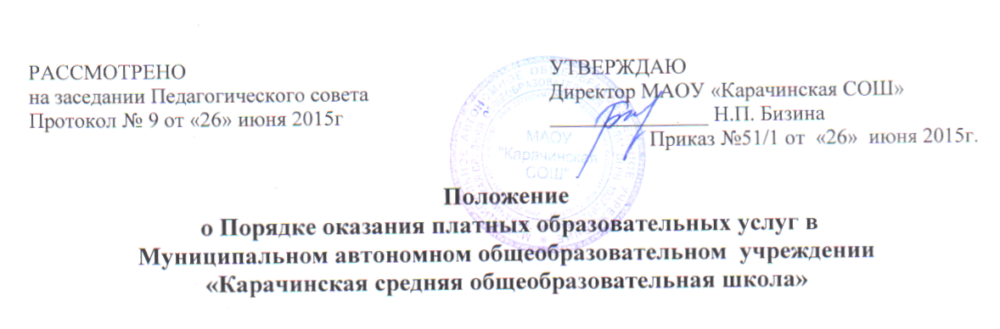 РАССМОТРЕНО
на заседании Педагогического совета
Протокол № 9 от «26» июня 2015г
УТВЕРЖДАЮ
Директор МАОУ «Карачинская СОШ»
_______________ Н.П. Бизина
Приказ №51/1 от «26» июня 2015г.
МАОУ
"Карачинская
СОШ"
Положение
о Порядке оказания платных образовательных услуг в
Муниципальном автономном общеобразовательном учреждении
«Карачинская средняя общеобразовательная школа»